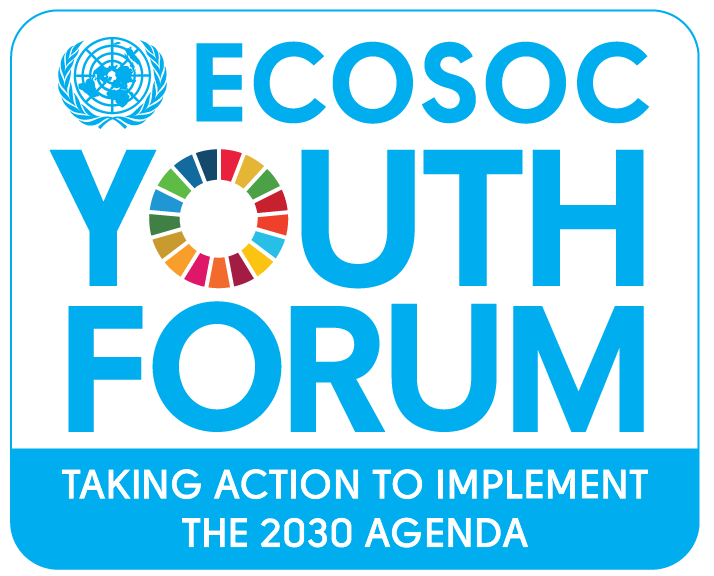 ECOSOC
YOUTH
FORUM
TAKING ACTION TO IMPLEMENT
THE 2030 AGENDA